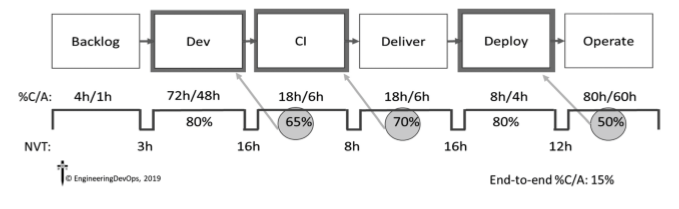 Backlog Dev CI Deliver Deploy Operate
%C/A: 4h/1h 72h/48h 18h/6h 18h/6h 8h/4h 80h/60h
80% 65% 70% 80% 50%
NVT: 3h 16h 8h 16h 12h
© EngineeringDevOps, 2019
End-to-end %C/A: 15%